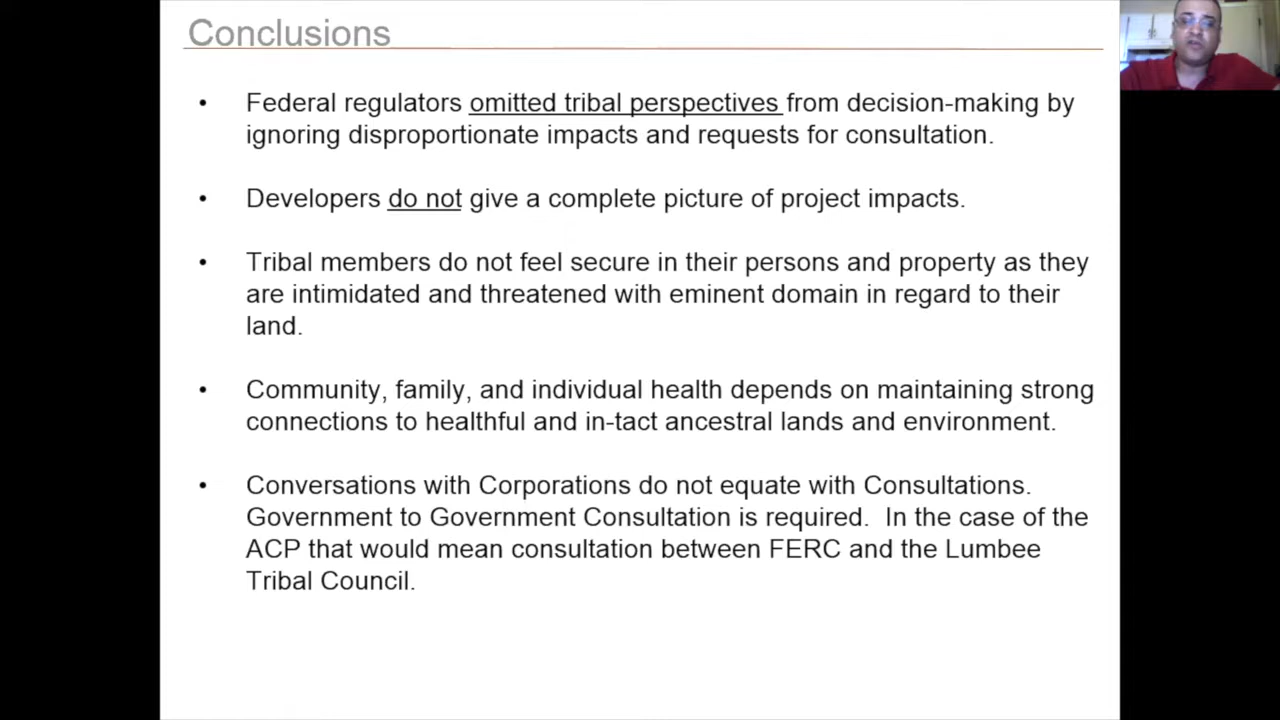 Conclusions
• Federal regulators omitted tribal perspectives from decision-making by
ignoring disproportionate impacts and requests for consultation.
• Developers do not give a complete picture of project impacts.
• Tribal members do not feel secure in their persons and property as they
are intimidated and threatened with eminent domain in regard to their
land.
• Community, family, and individual health depends on maintaining strong
connections to healthful and in-tact ancestral lands and environment.
• Conversations with Corporations do not equate with Consultations.
Government to Government Consultation is required.  In the case of the
ACP that would mean consultation between FERC and the Lumbee
Tribal Council.